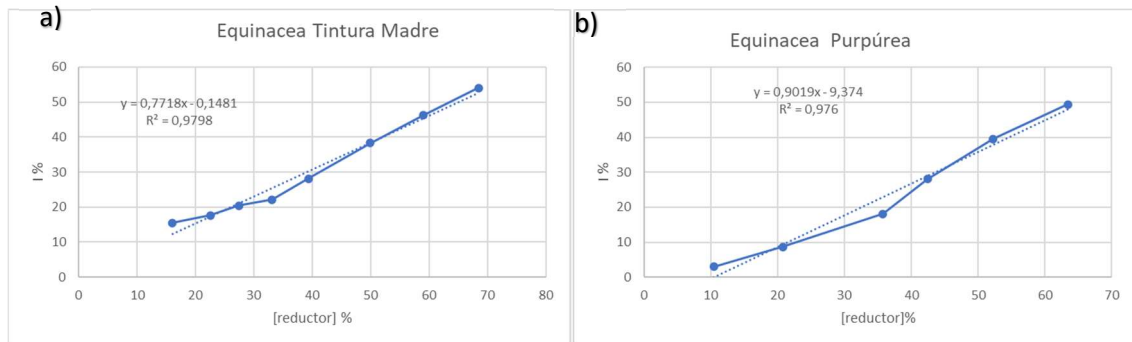 a)
Equinacea Tintura Madre
y = 0,7718x - 0,1481
R² = 0,9798
60
50
40
30
20
10
0
I %
0 10 20 30 40 50 60 70 80
[reductor] %
b)
Equinacea Purpúrea
y = 0,9019x - 9,374
R² = 0,976
60
50
40
30
20
10
0
I %
0 10 20 30 40 50 60 70
[reductor]%